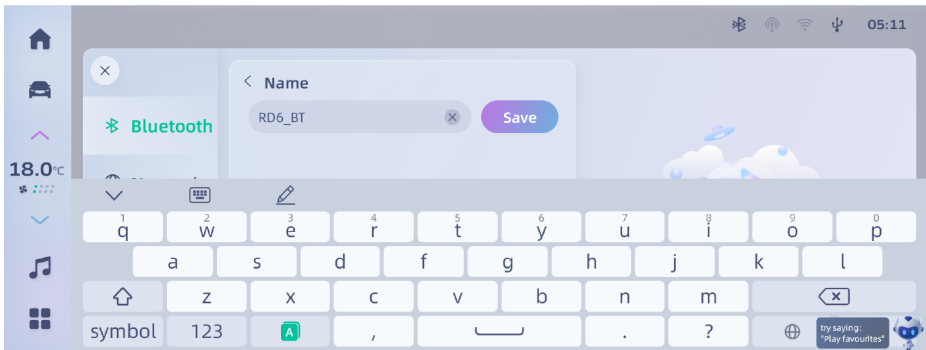 05:11
Name
RD6_BT
Save
Bluetooth
18.0°C
1 2 3 4 5 6 7 8 9 0
q w e r t y u i o p
a s d f g h j k l
z x c v b n m
symbol 123 A , . ?
try saying:
"Play favourites"